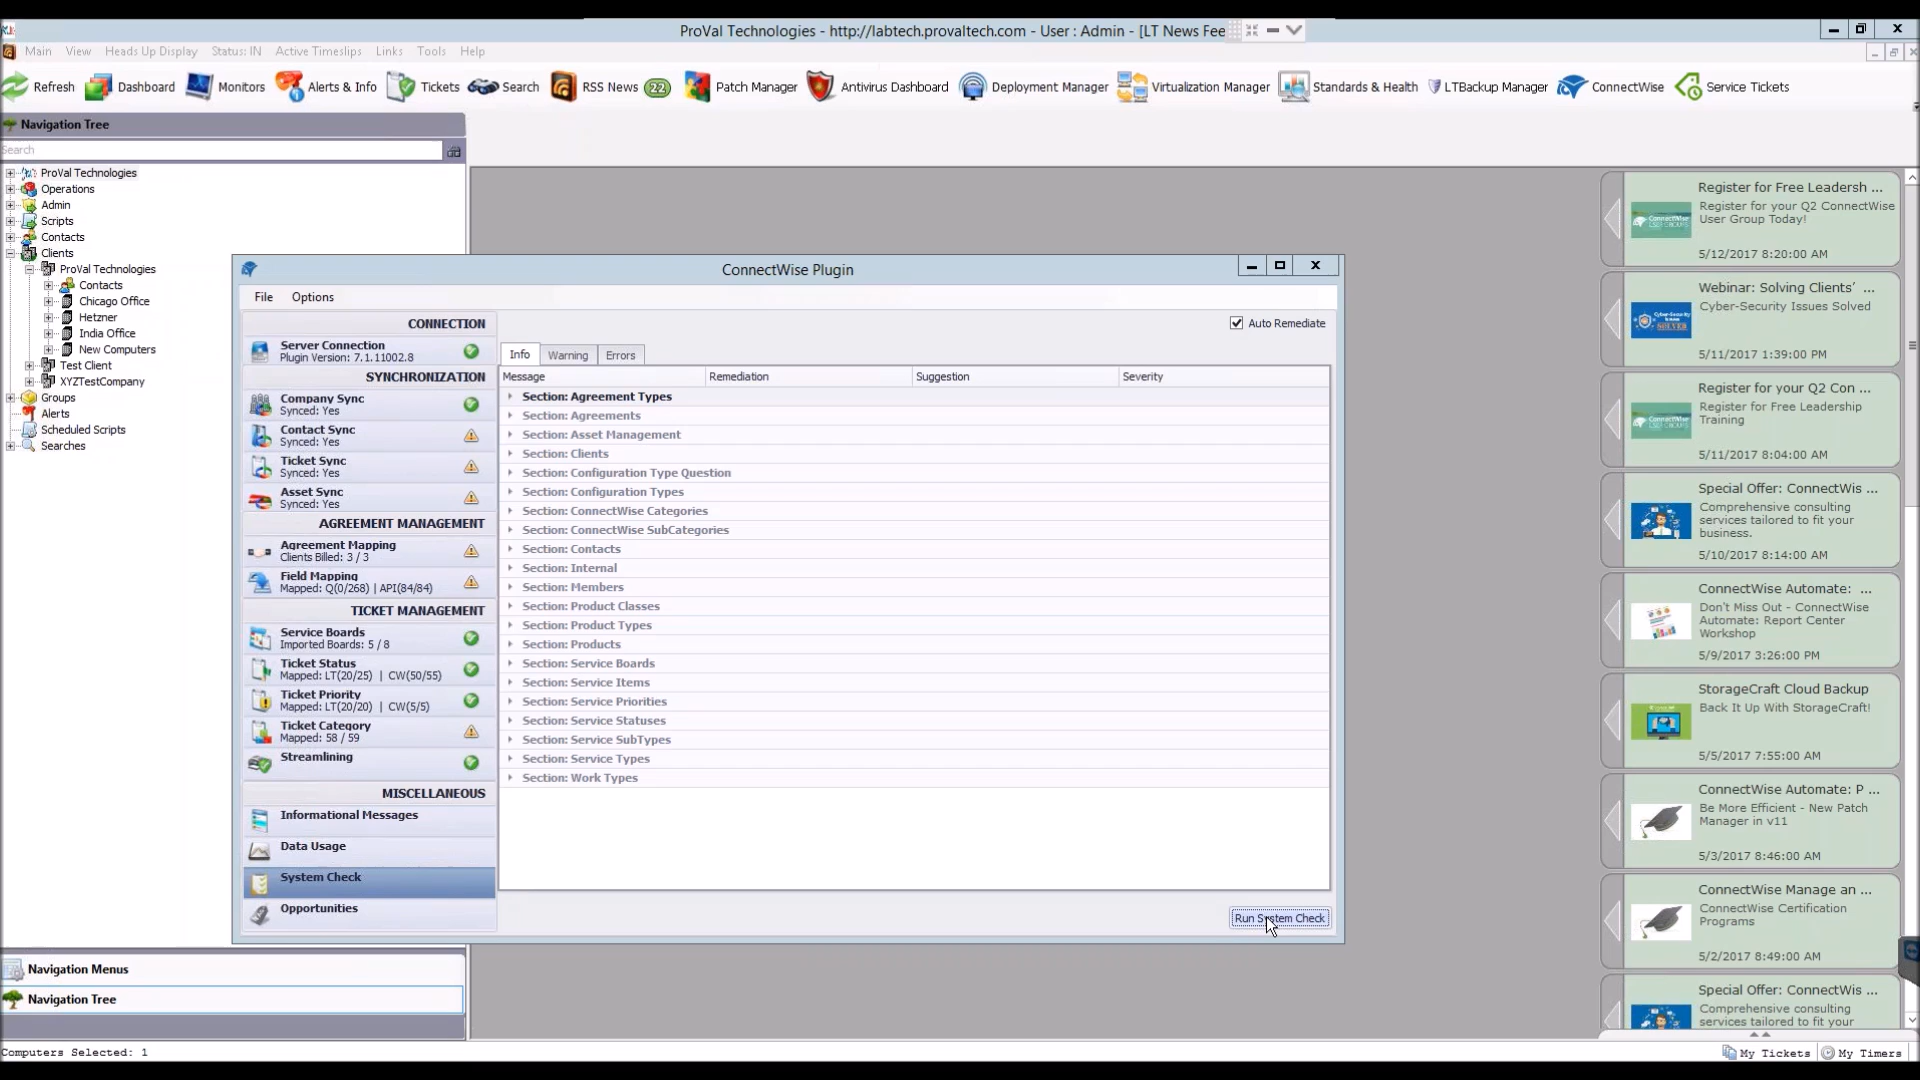 ProVal Technologies - http://labtech.provaltech.com - User : Admin - [LT News Fee
Main View Heads Up Display Status: IN Active Timeslips Links Tools Help
Refresh Dashboard Monitors Alerts & Info Tickets Search RSS News 22 Patch Manager Antivirus Dashboard Deployment Manager Virtualization Manager Standards & Health LTBackup Manager ConnectWise Service Tickets
Navigation Tree
Search
ProVal Technologies
Operations
Admin
Scripts
Contacts
Clients
ProVal Technologies
Contacts
Chicago Office
Hetzner
India Office
New Computers
Test Client
XYZTestCompany
Groups
Alerts
Scheduled Scripts
Searches
Navigation Menus
Navigation Tree
Computers Selected: 1
ConnectWise Plugin
File Options
CONNECTION
Server Connection
Plugin Version: 7.1.11002.8
SYNCHRONIZATION
Company Sync
Synced: Yes
Contact Sync
Synced: Yes
Ticket Sync
Synced: Yes
Asset Sync
Synced: Yes
AGREEMENT MANAGEMENT
Agreement Mapping
Clients Billed: 3 / 3
Field Mapping
Mapped: Q(0/268) | API(84/84)
TICKET MANAGEMENT
Service Boards
Imported Boards: 5 / 8
Ticket Status
Mapped: LT(20/25) | CW(50/55)
Ticket Priority
Mapped: LT(20/20) | CW(5/5)
Ticket Category
Mapped: 58 / 59
Streamlining
MISCELLANEOUS
Informational Messages
Data Usage
System Check
Opportunities
Auto Remediate
Info Warning Errors
Message Remediation Suggestion Severity
Section: Agreement Types
Section: Agreements
Section: Asset Management
Section: Clients
Section: Configuration Type Question
Section: Configuration Types
Section: ConnectWise Categories
Section: ConnectWise SubCategories
Section: Contacts
Section: Internal
Section: Members
Section: Product Classes
Section: Product Types
Section: Products
Section: Service Boards
Section: Service Items
Section: Service Priorities
Section: Service Statuses
Section: Service SubTypes
Section: Service Types
Section: Work Types
Run System Check
Register for Free Leadersh ...
Register for your Q2 ConnectWise
User Group Today!
5/12/2017 8:20:00 AM
Webinar: Solving Clients' ...
Cyber-Security Issues Solved
5/11/2017 1:39:00 PM
Register for your Q2 Con ...
Register for Free Leadership
Training
5/11/2017 8:04:00 AM
Special Offer: ConnectWis ...
Comprehensive consulting
services tailored to fit your
business.
5/10/2017 8:14:00 AM
ConnectWise Automate: ...
Don't Miss Out - ConnectWise
Automate: Report Center
Workshop
5/9/2017 3:26:00 PM
StorageCraft Cloud Backup
Back It Up With StorageCraft!
5/5/2017 7:55:00 AM
ConnectWise Automate: P ...
Be More Efficient - New Patch
Manager in v11
5/3/2017 8:46:00 AM
ConnectWise Manage an ...
ConnectWise Certification
Programs
5/2/2017 8:49:00 AM
Special Offer: ConnectWis ...
Comprehensive consulting
services tailored to fit your
My Tickets My Timers